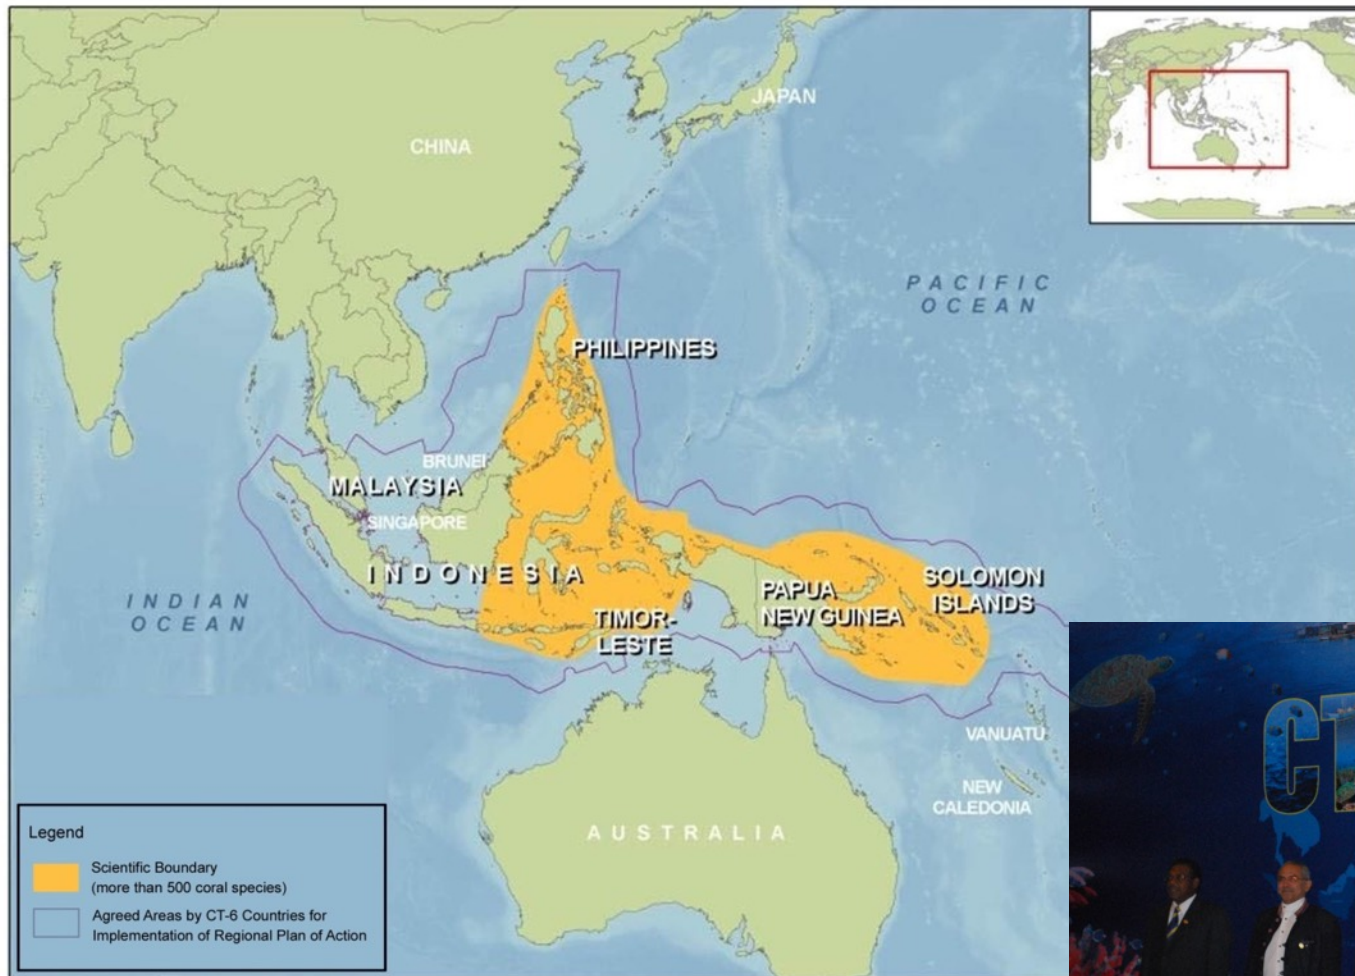 CHINA
JAPAN
PACIFIC
OCEAN
PHILIPPINES
BRUNEI
MALAYSIA
SINGAPORE
INDONESIA
INDIAN
OCEAN
TIMOR-
LESTE
PAPUA
NEW GUINEA
SOLOMON
ISLANDS
VANUATU
NEW
CALEDONIA
AUSTRALIA
Legend
Scientific Boundary
(more than 500 coral species)
Agreed Areas by CT-6 Countries for
Implementation of Regional Plan of Action
CT